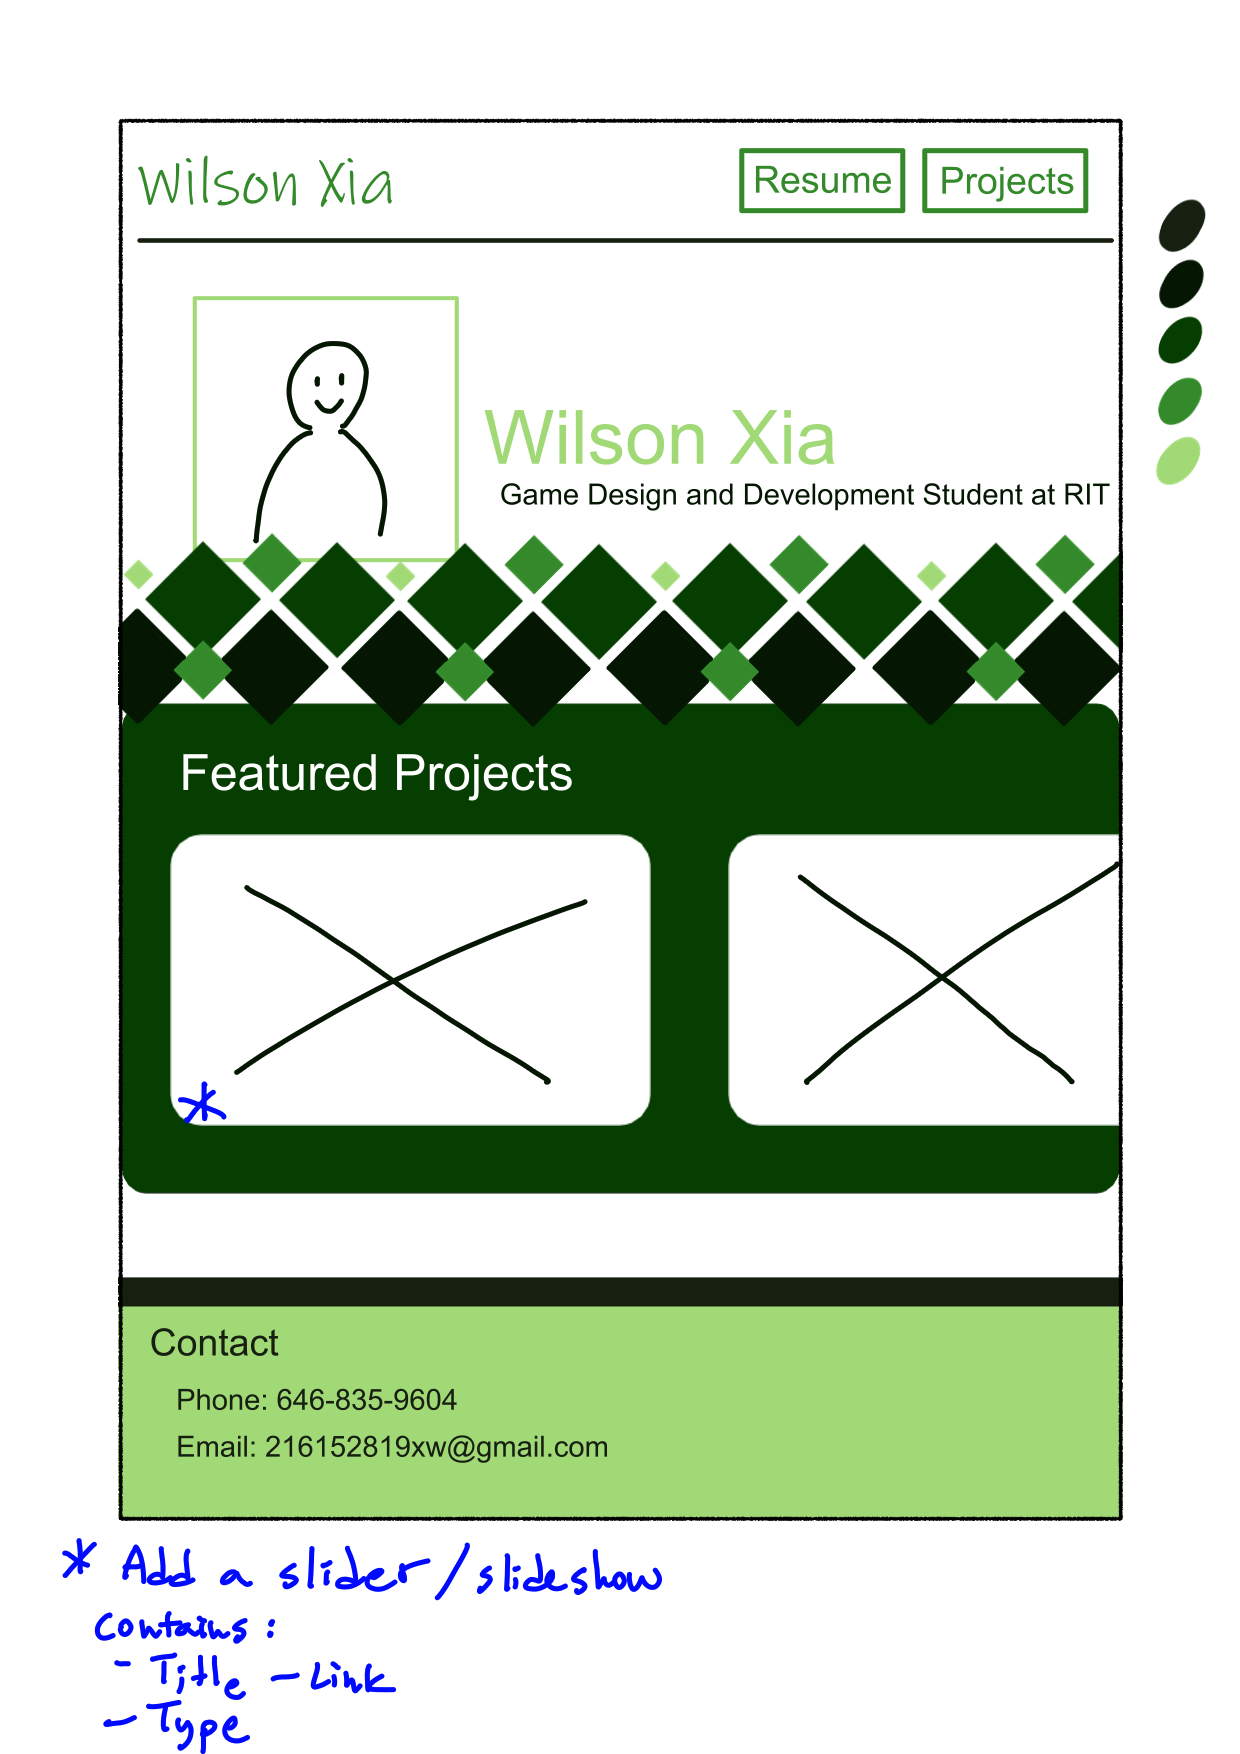 Wilson Xia
Resume
Projects
Wilson Xia
Game Design and Development Student at RIT
Featured Projects
*
Contact
Phone: 646-835-9604
Email: 216152819xw@gmail.com
* Add a slider/slideshow
Contains:
- Title - Link
- Type